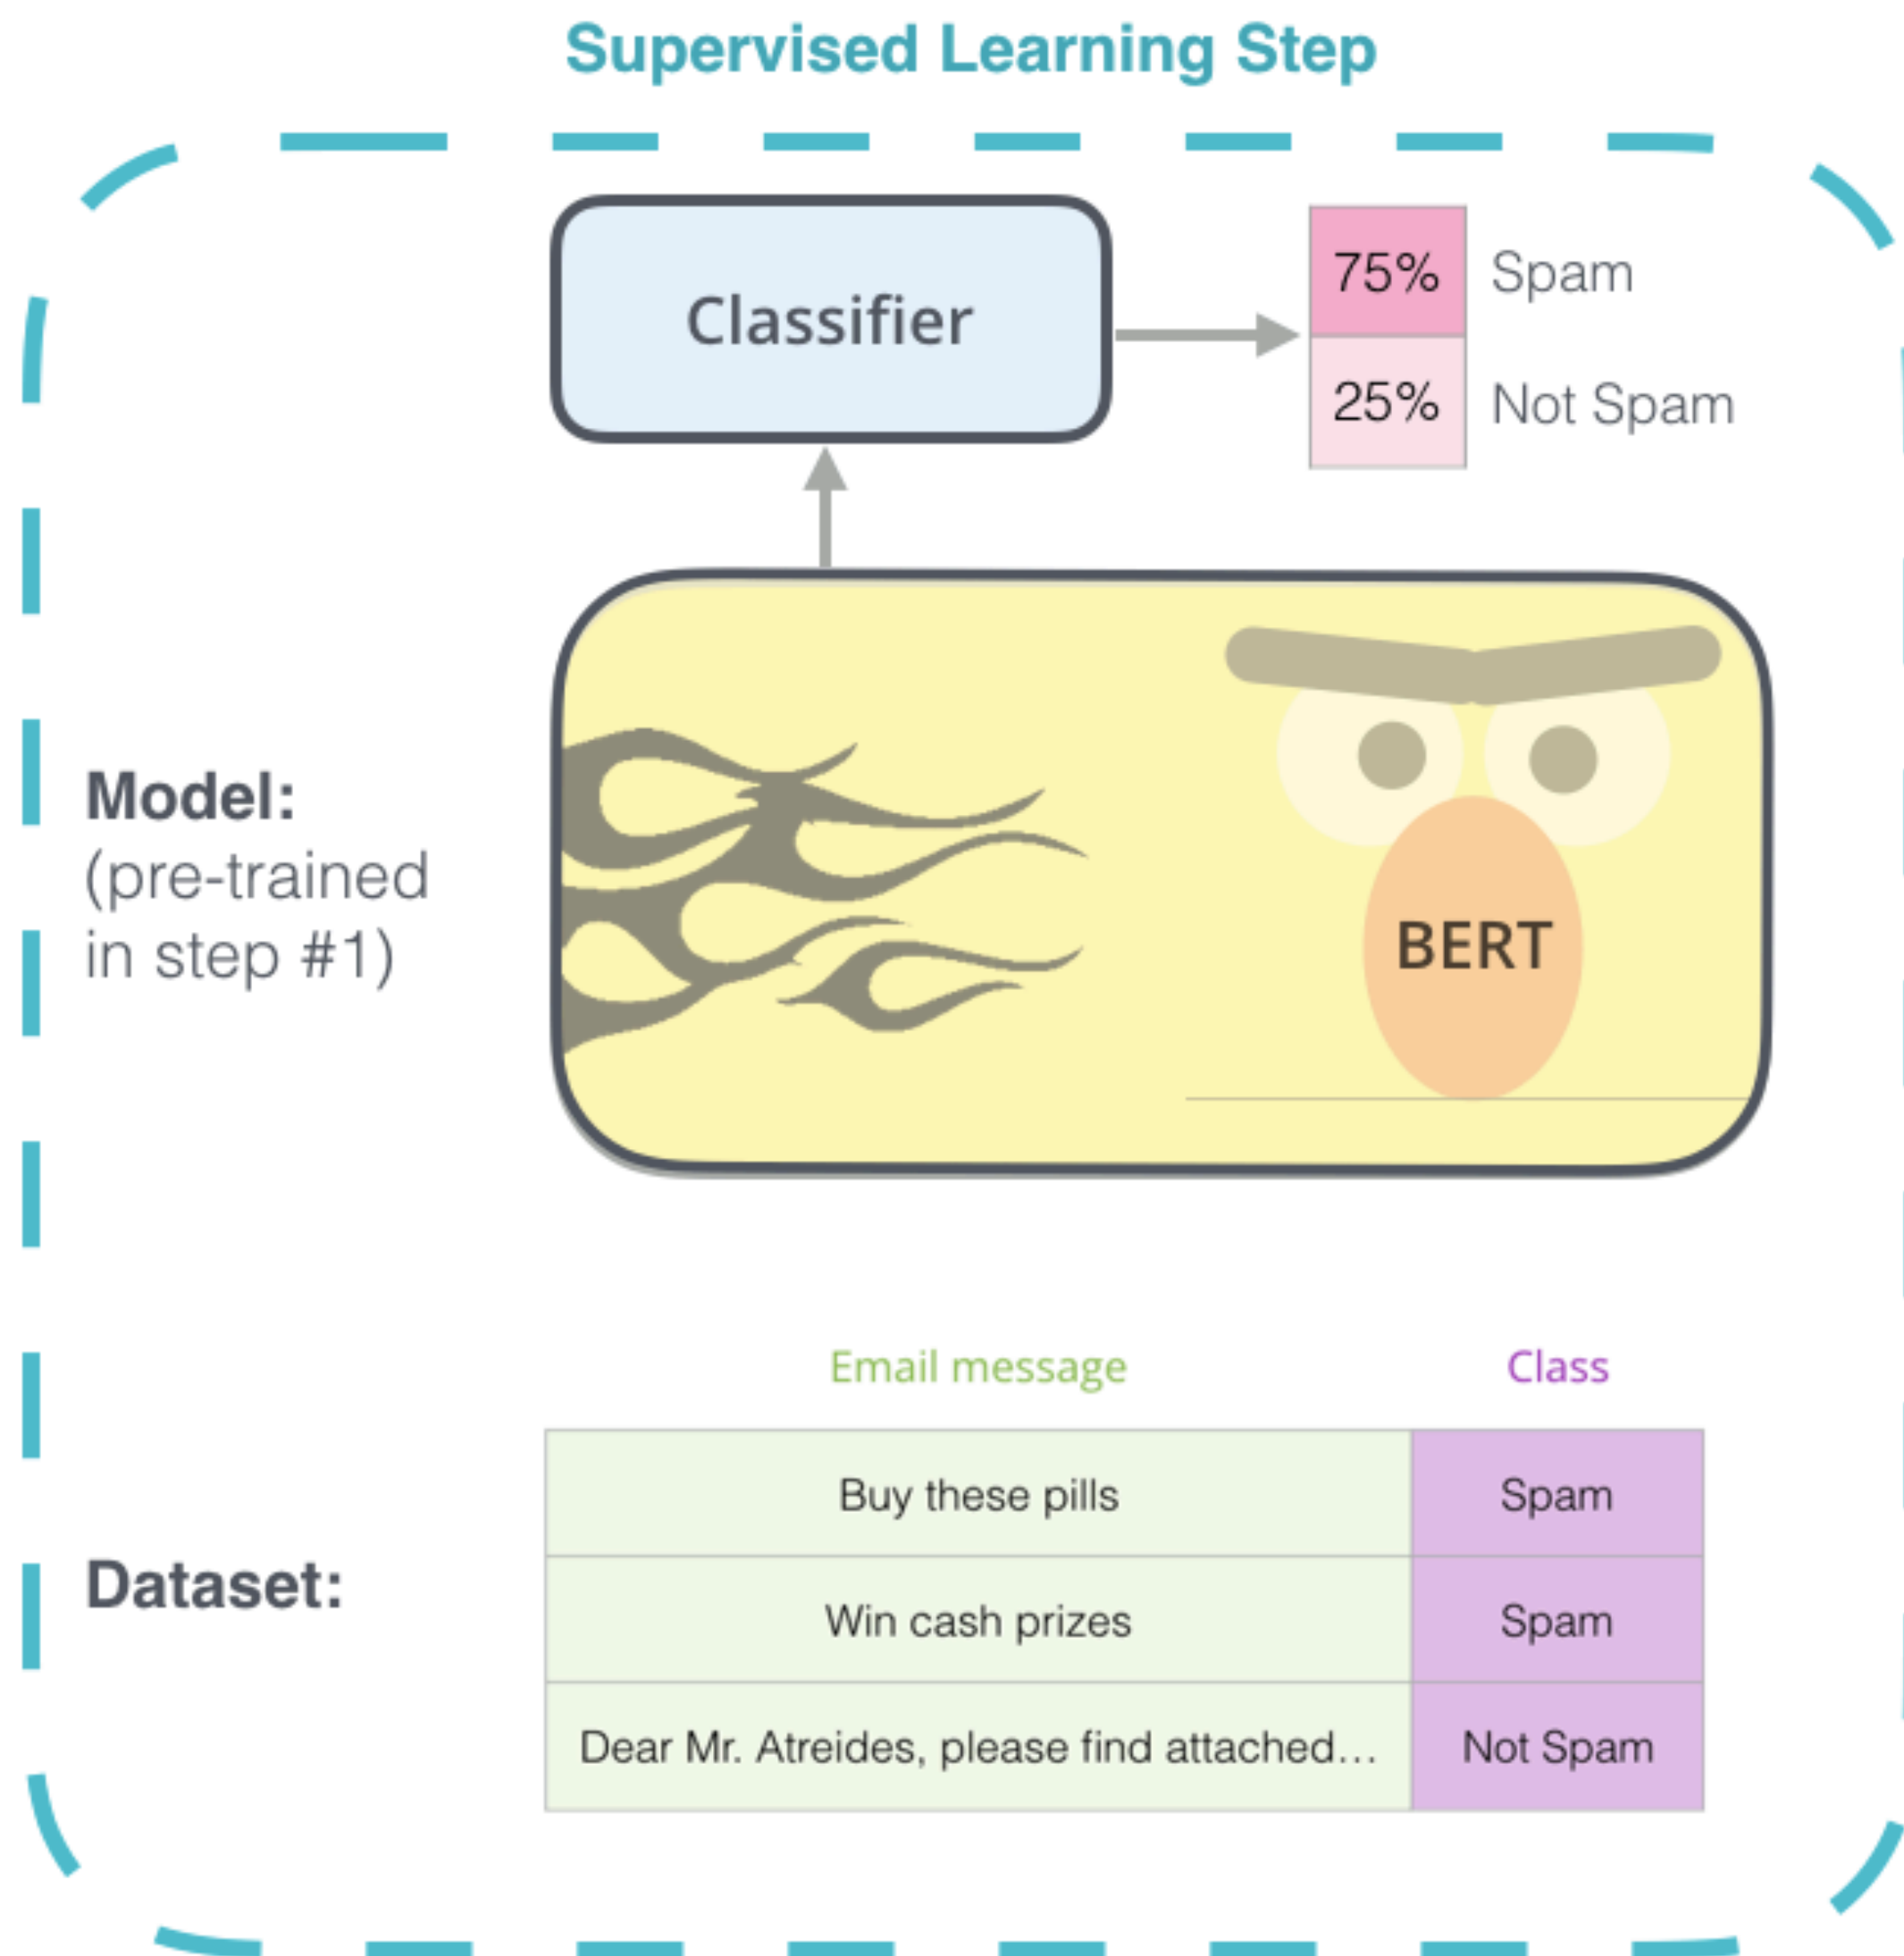 Supervised Learning Step
Classifier
75% Spam
25% Not Spam
Model:
(pre-trained
in step #1)
BERT
Email message Class
Buy these pills Spam
Win cash prizes Spam
Dataset:
Dear Mr. Atreides, please find attached... Not Spam